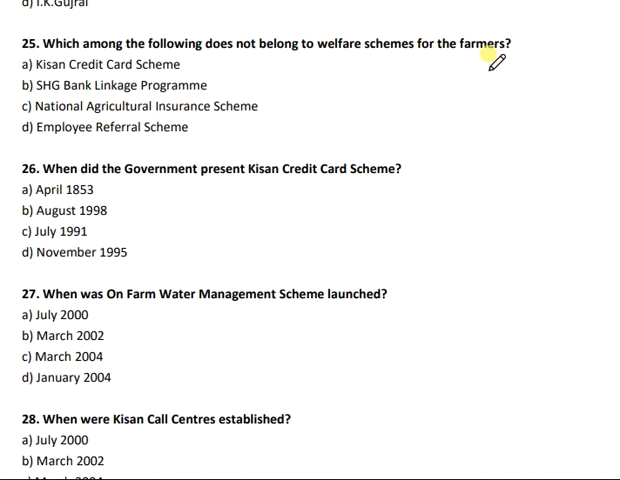 d) I.K.Gujral
25. Which among the following does not belong to welfare schemes for the farmers?
a) Kisan Credit Card Scheme
b) SHG Bank Linkage Programme
c) National Agricultural Insurance Scheme
d) Employee Referral Scheme
26. When did the Government present Kisan Credit Card Scheme?
a) April 1853
b) August 1998
c) July 1991
d) November 1995
27. When was On Farm Water Management Scheme launched?
a) July 2000
b) March 2002
c) March 2004
d) January 2004
28. When were Kisan Call Centres established?
a) July 2000
b) March 2002